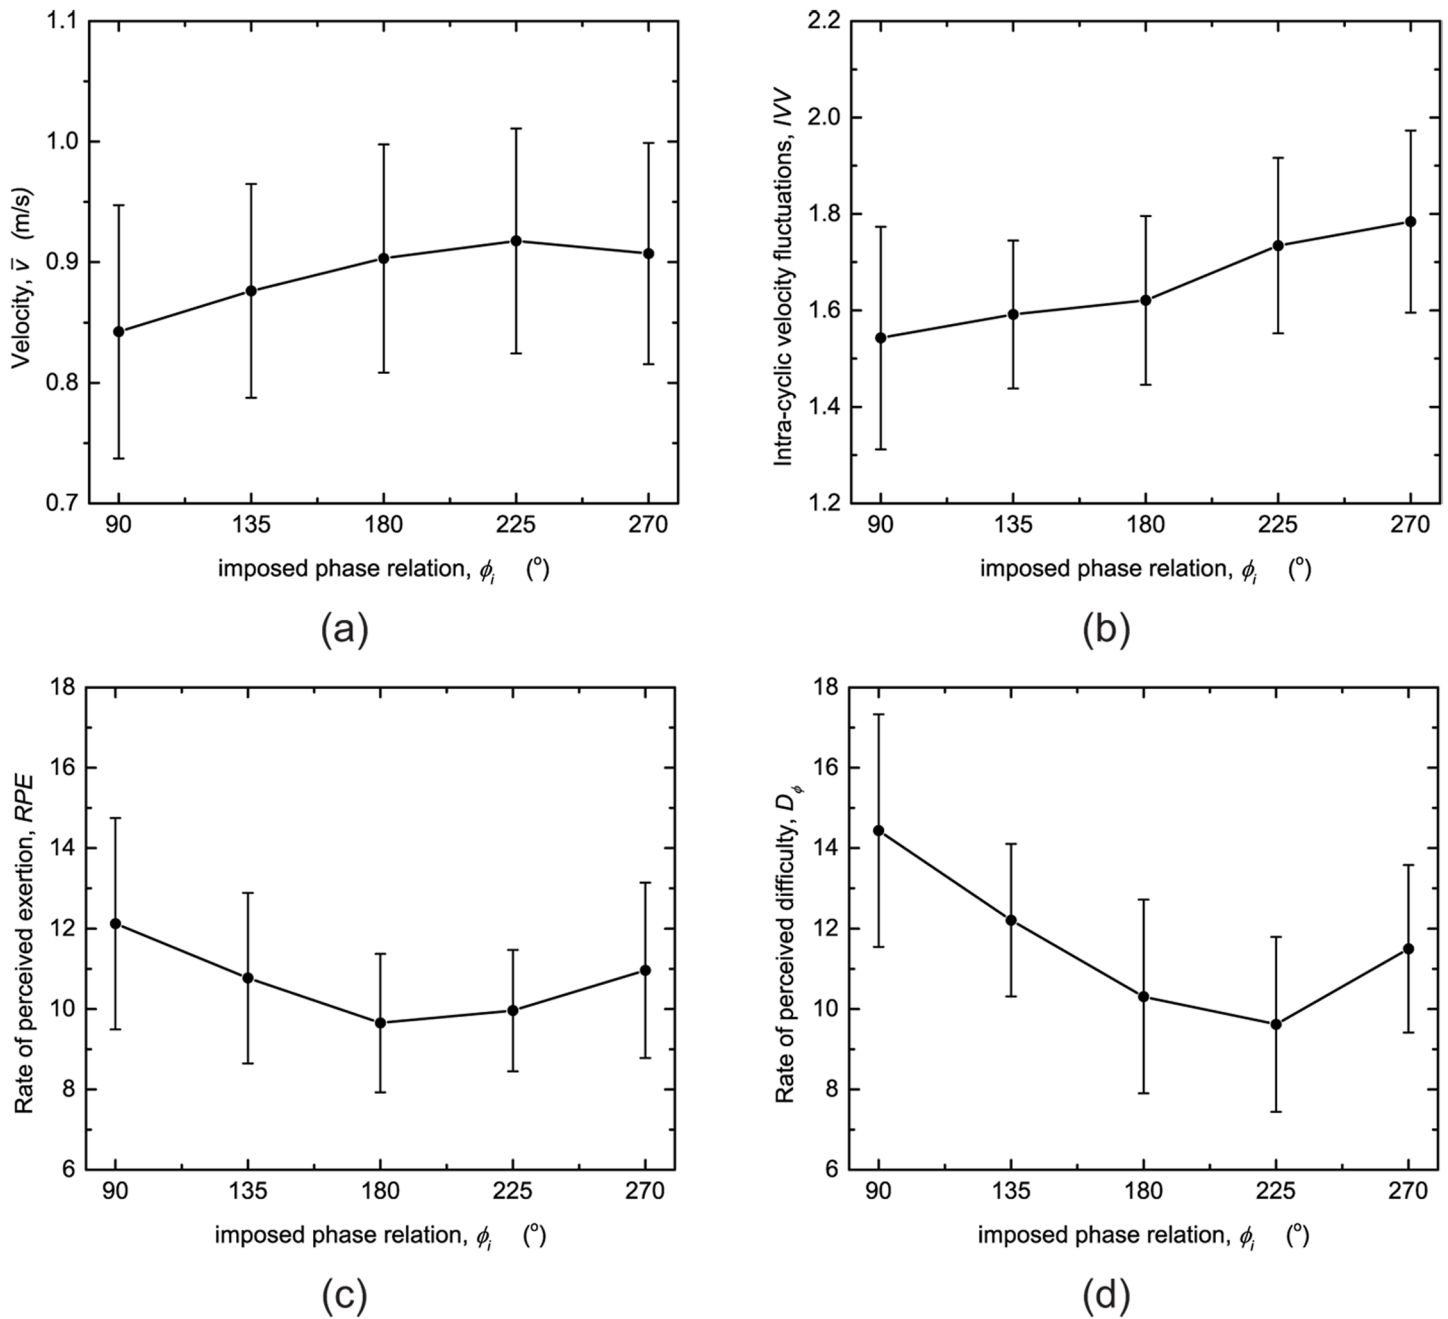 1.1
1.0
0.9
0.8
0.7
Velocity, v̅ (m/s)
90 135 180 225 270
imposed phase relation, ϕi (°)
(a)
2.2
2.0
1.8
1.6
1.4
1.2
Intra-cyclic velocity fluctuations, IVV
90 135 180 225 270
imposed phase relation, ϕi (°)
(b)
18
16
14
12
10
8
6
Rate of perceived exertion, RPE
90 135 180 225 270
imposed phase relation, ϕi (°)
(c)
18
16
14
12
10
8
6
Rate of perceived difficulty, Dϕ
90 135 180 225 270
imposed phase relation, ϕi (°)
(d)